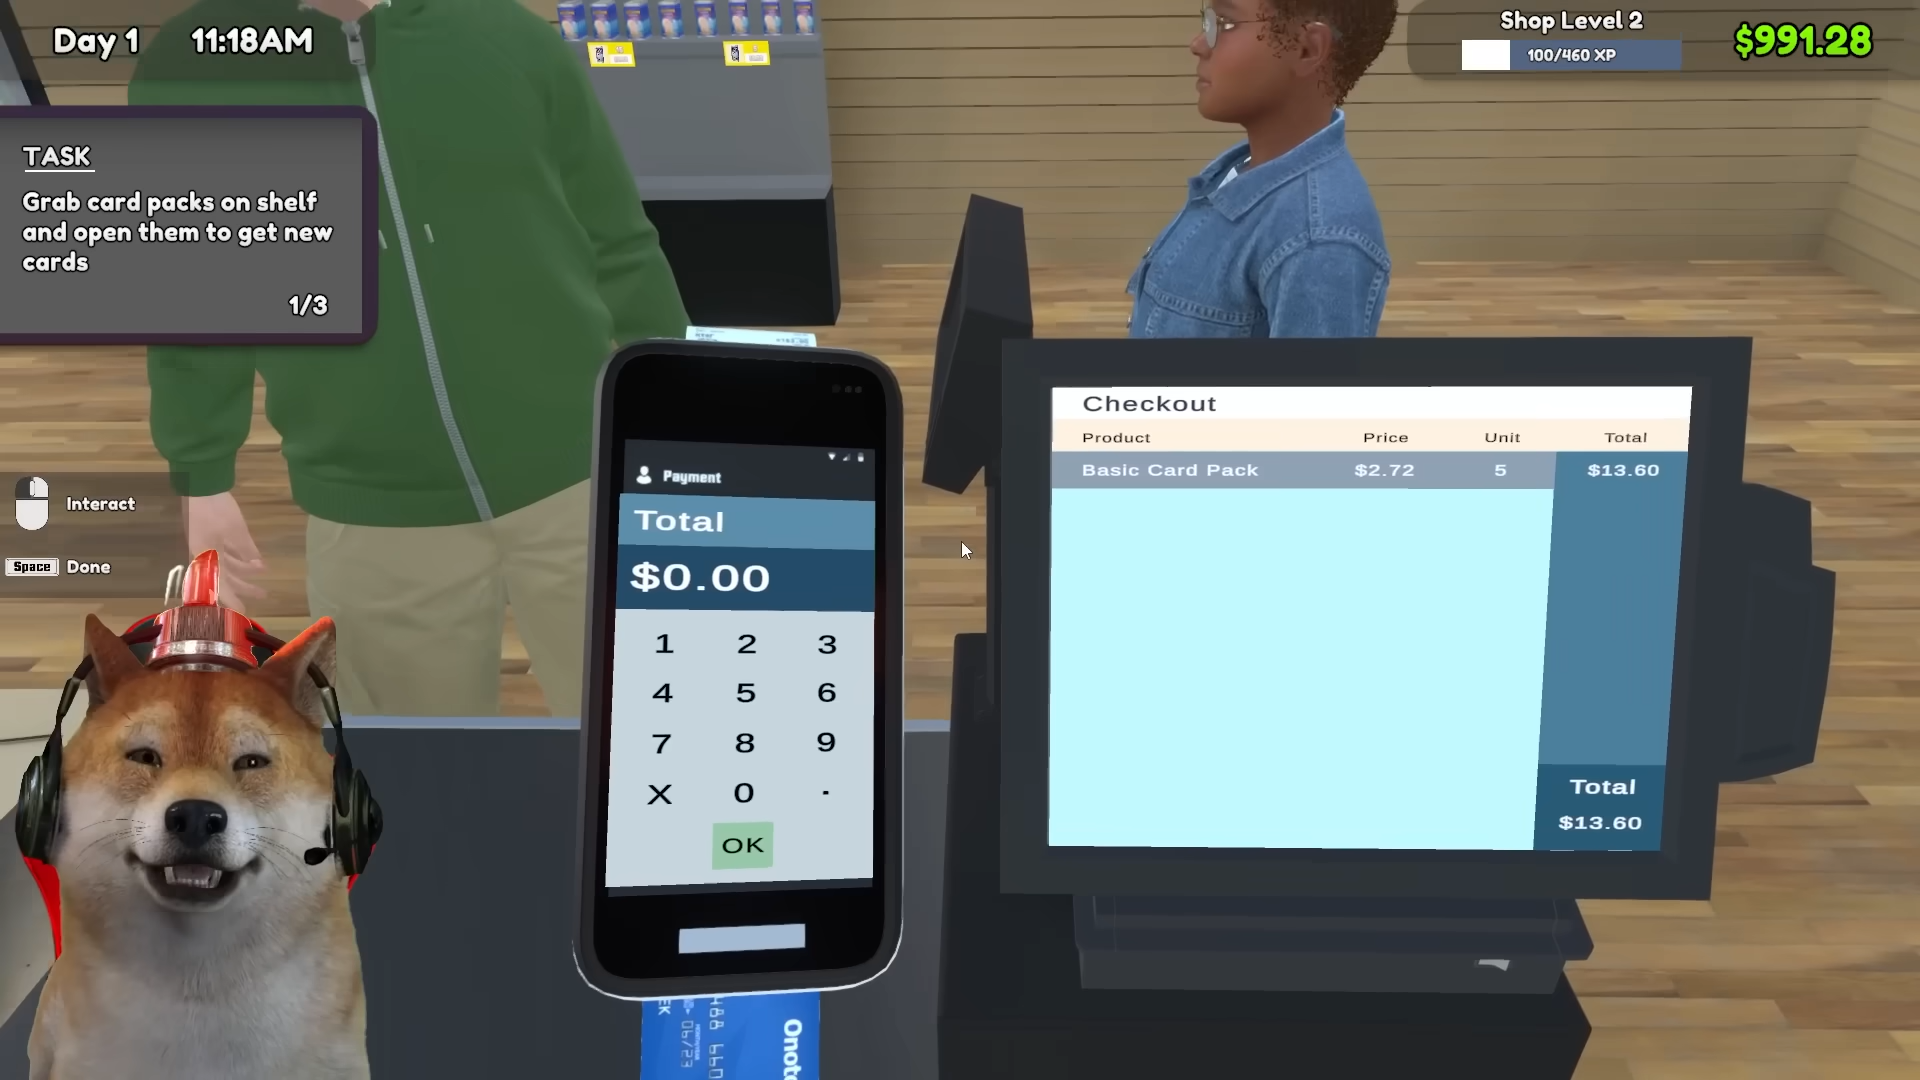 Day 1
11:18AM
Shop Level 2
100/460 XP
$991.28
TASK
Grab card packs on shelf
and open them to get new
cards
1/3
Interact
Space Done
Payment
Total
$0.00
1 2 3
4 5 6
7 8 9
X 0 .
OK
Checkout
Product Price Unit Total
Basic Card Pack $2.72 5 $13.60
Total
$13.60